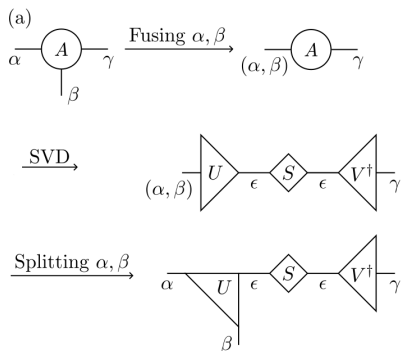 (a)
α A γ β
Fusing α, β
(α, β) A γ
SVD
(α, β) U ϵ S ϵ V† γ
Splitting α, β
α U ϵ S ϵ V† γ
β